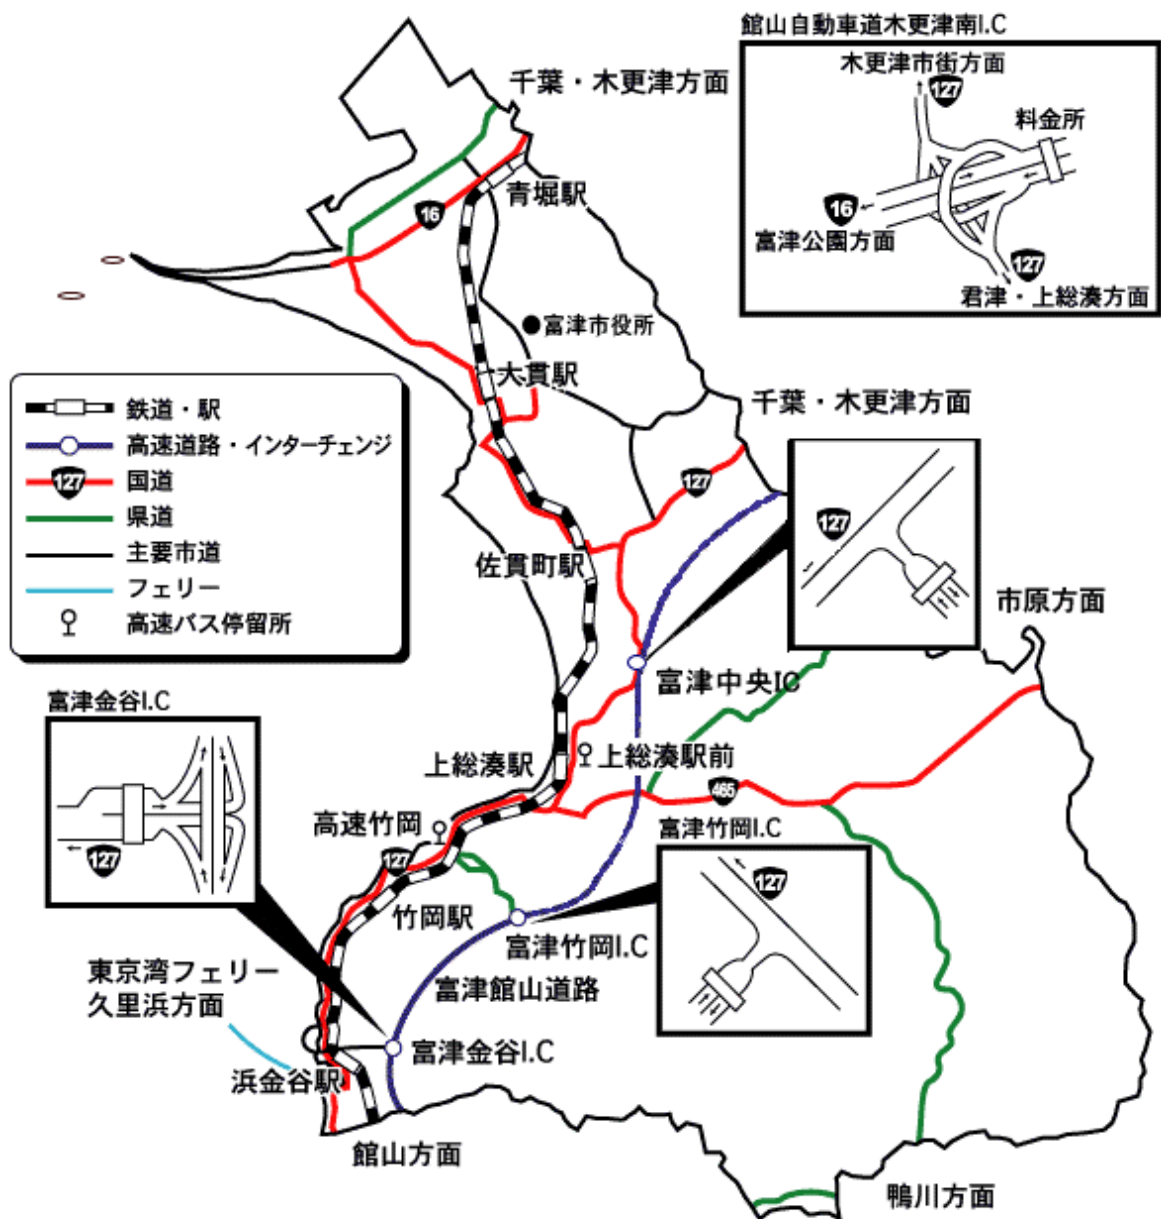 館山自動車道木更津南I.C
木更津市街方面
127
料金所
16
富津公園方面
127
君津・上総湊方面
千葉・木更津方面
青堀駅
16
富津市役所
大貫駅
鉄道・駅
高速道路・インターチェンジ
127
国道
県道
主要市道
フェリー
高速バス停留所
千葉・木更津方面
127
127
佐貫町駅
市原方面
富津中央IC
富津金谷I.C
127
上総湊駅
上総湊駅前
465
高速竹岡
127
富津竹岡I.C
127
竹岡駅
富津竹岡I.C
富津館山道路
東京湾フェリー
久里浜方面
富津金谷I.C
浜金谷駅
館山方面
鴨川方面